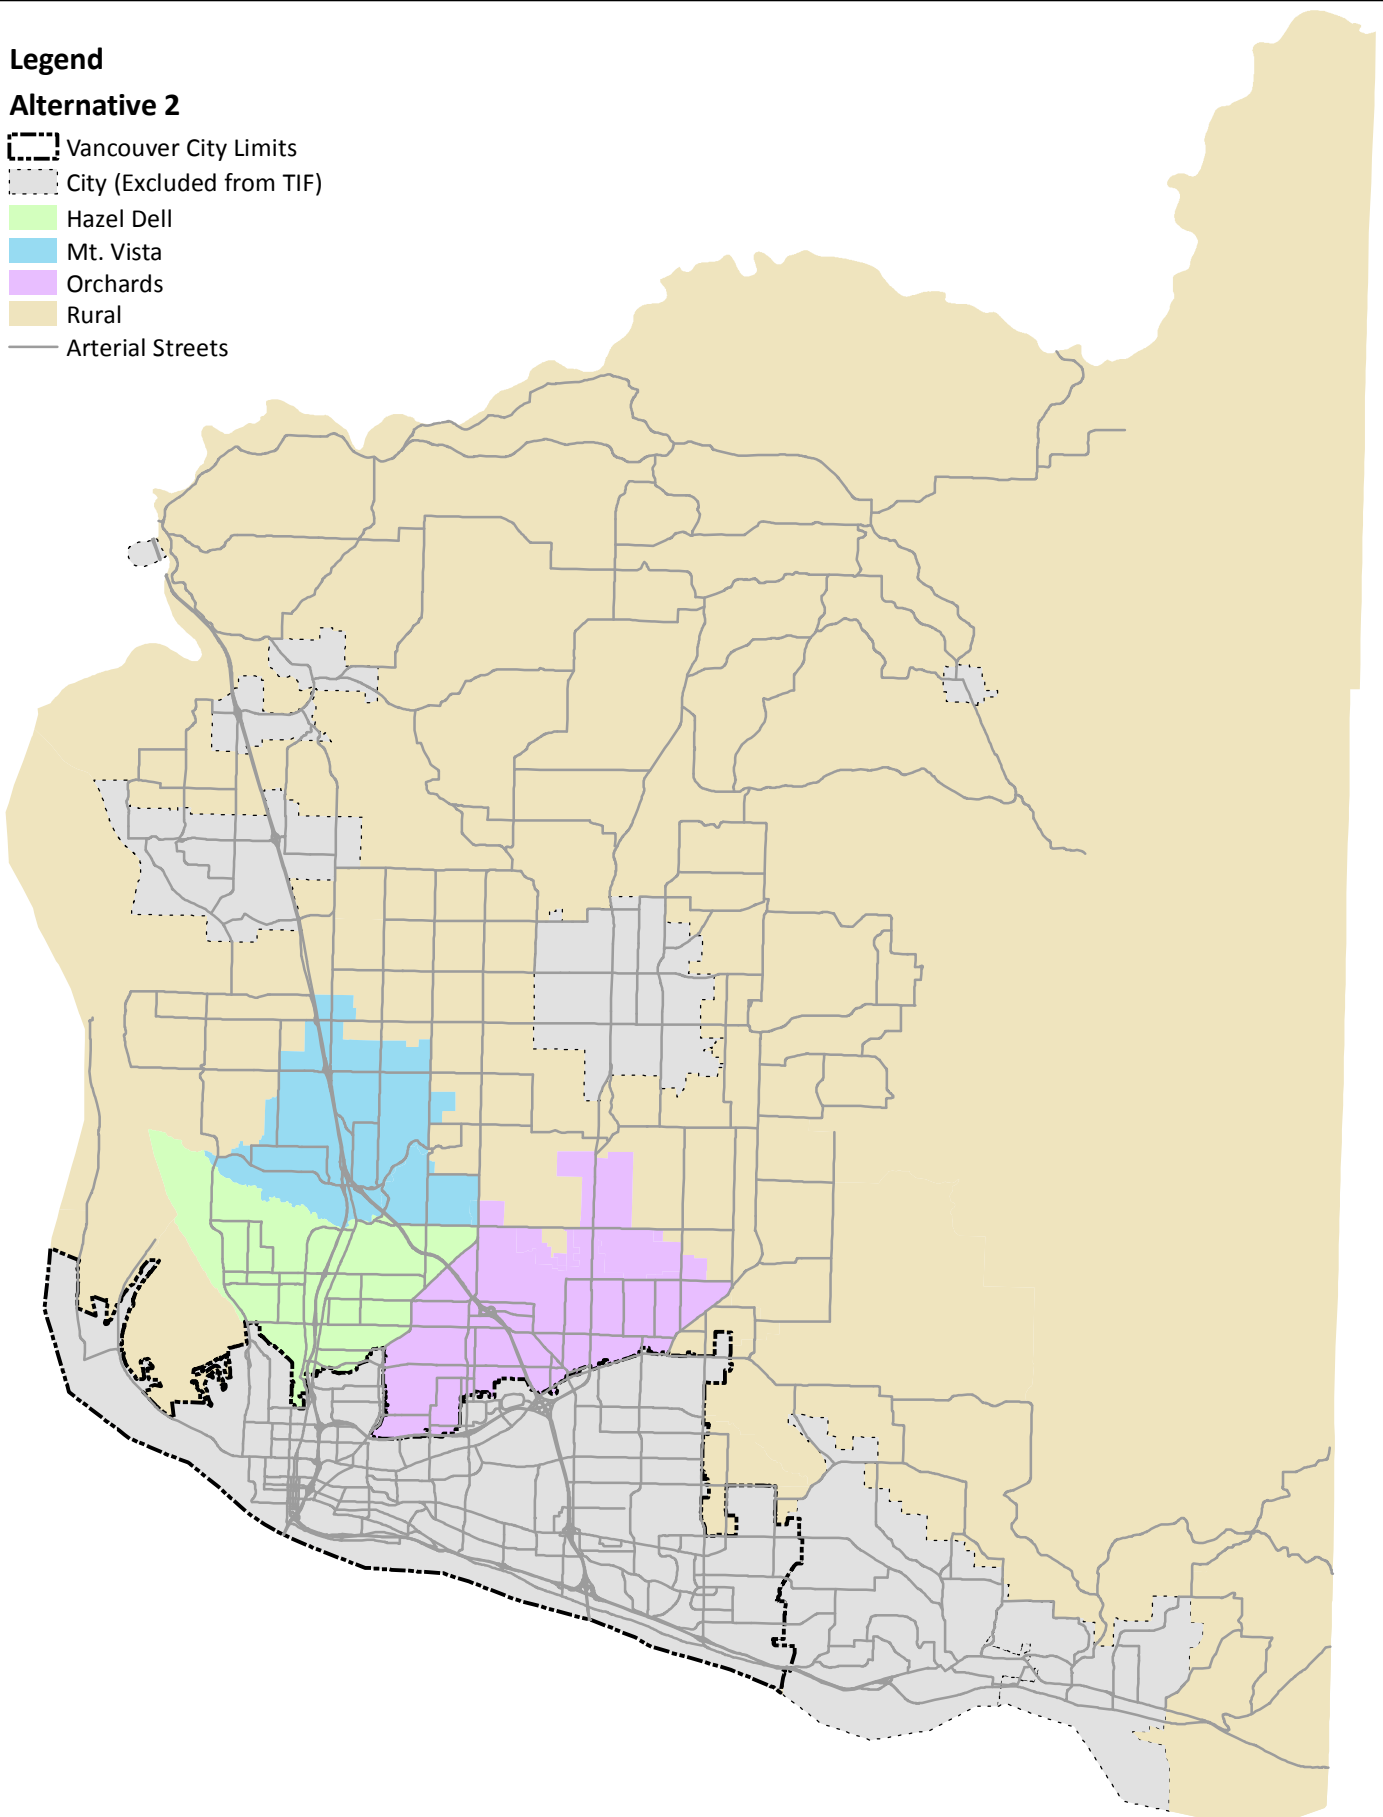 Legend
Alternative 2
Vancouver City Limits
City (Excluded from TIF)
Hazel Dell
Mt. Vista
Orchards
Rural
Arterial Streets